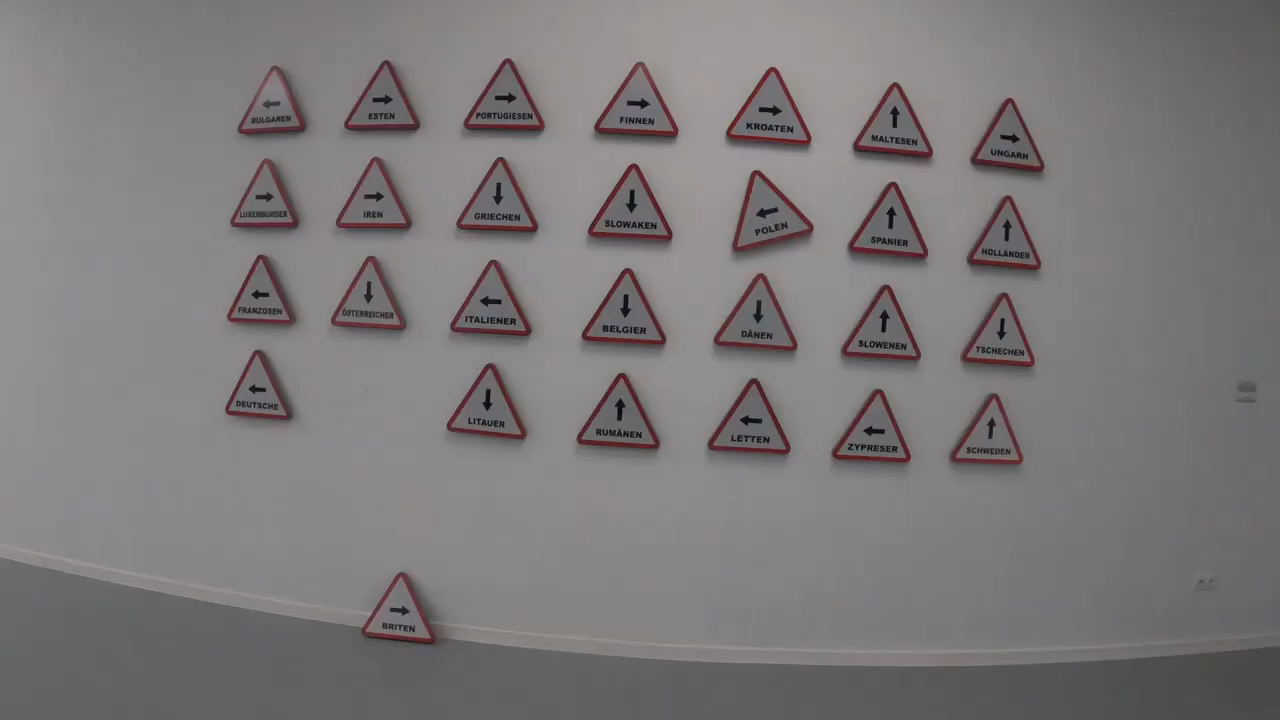 BULGAREN
ESTEN
PORTUGIESEN
FINNEN
KROATEN
MALTESEN
UNGARN
LUXEMBURGER
IREN
GRIECHEN
SLOWAKEN
POLEN
SPANIER
HOLLÄNDER
FRANZOSEN
ÖSTERREICHER
ITALIENER
BELGIER
DÄNEN
SLOWENEN
TSCHECHEN
DEUTSCHE
LITAUER
RUMÄNEN
LETTEN
ZYPRESER
SCHWEDEN
BRITEN